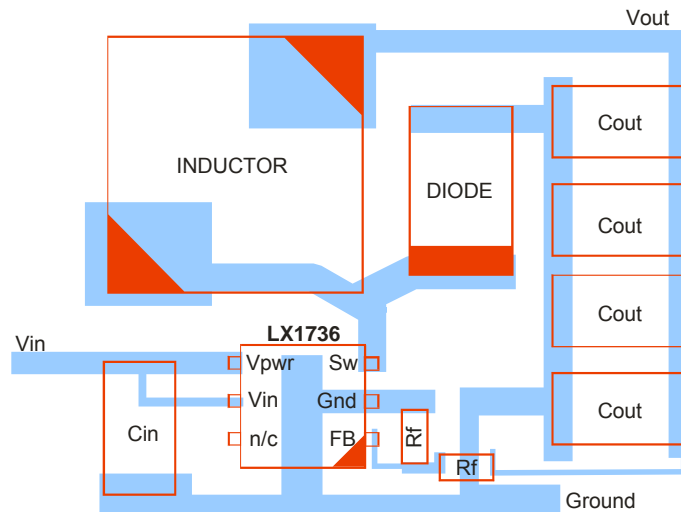 Vout
Cout
INDUCTOR
DIODE
Cout
Cout
LX1736
Vin
Vpwr
Sw
Vin
Gnd
Cout
Cin
n/c
FB
Rf
Rf
Ground